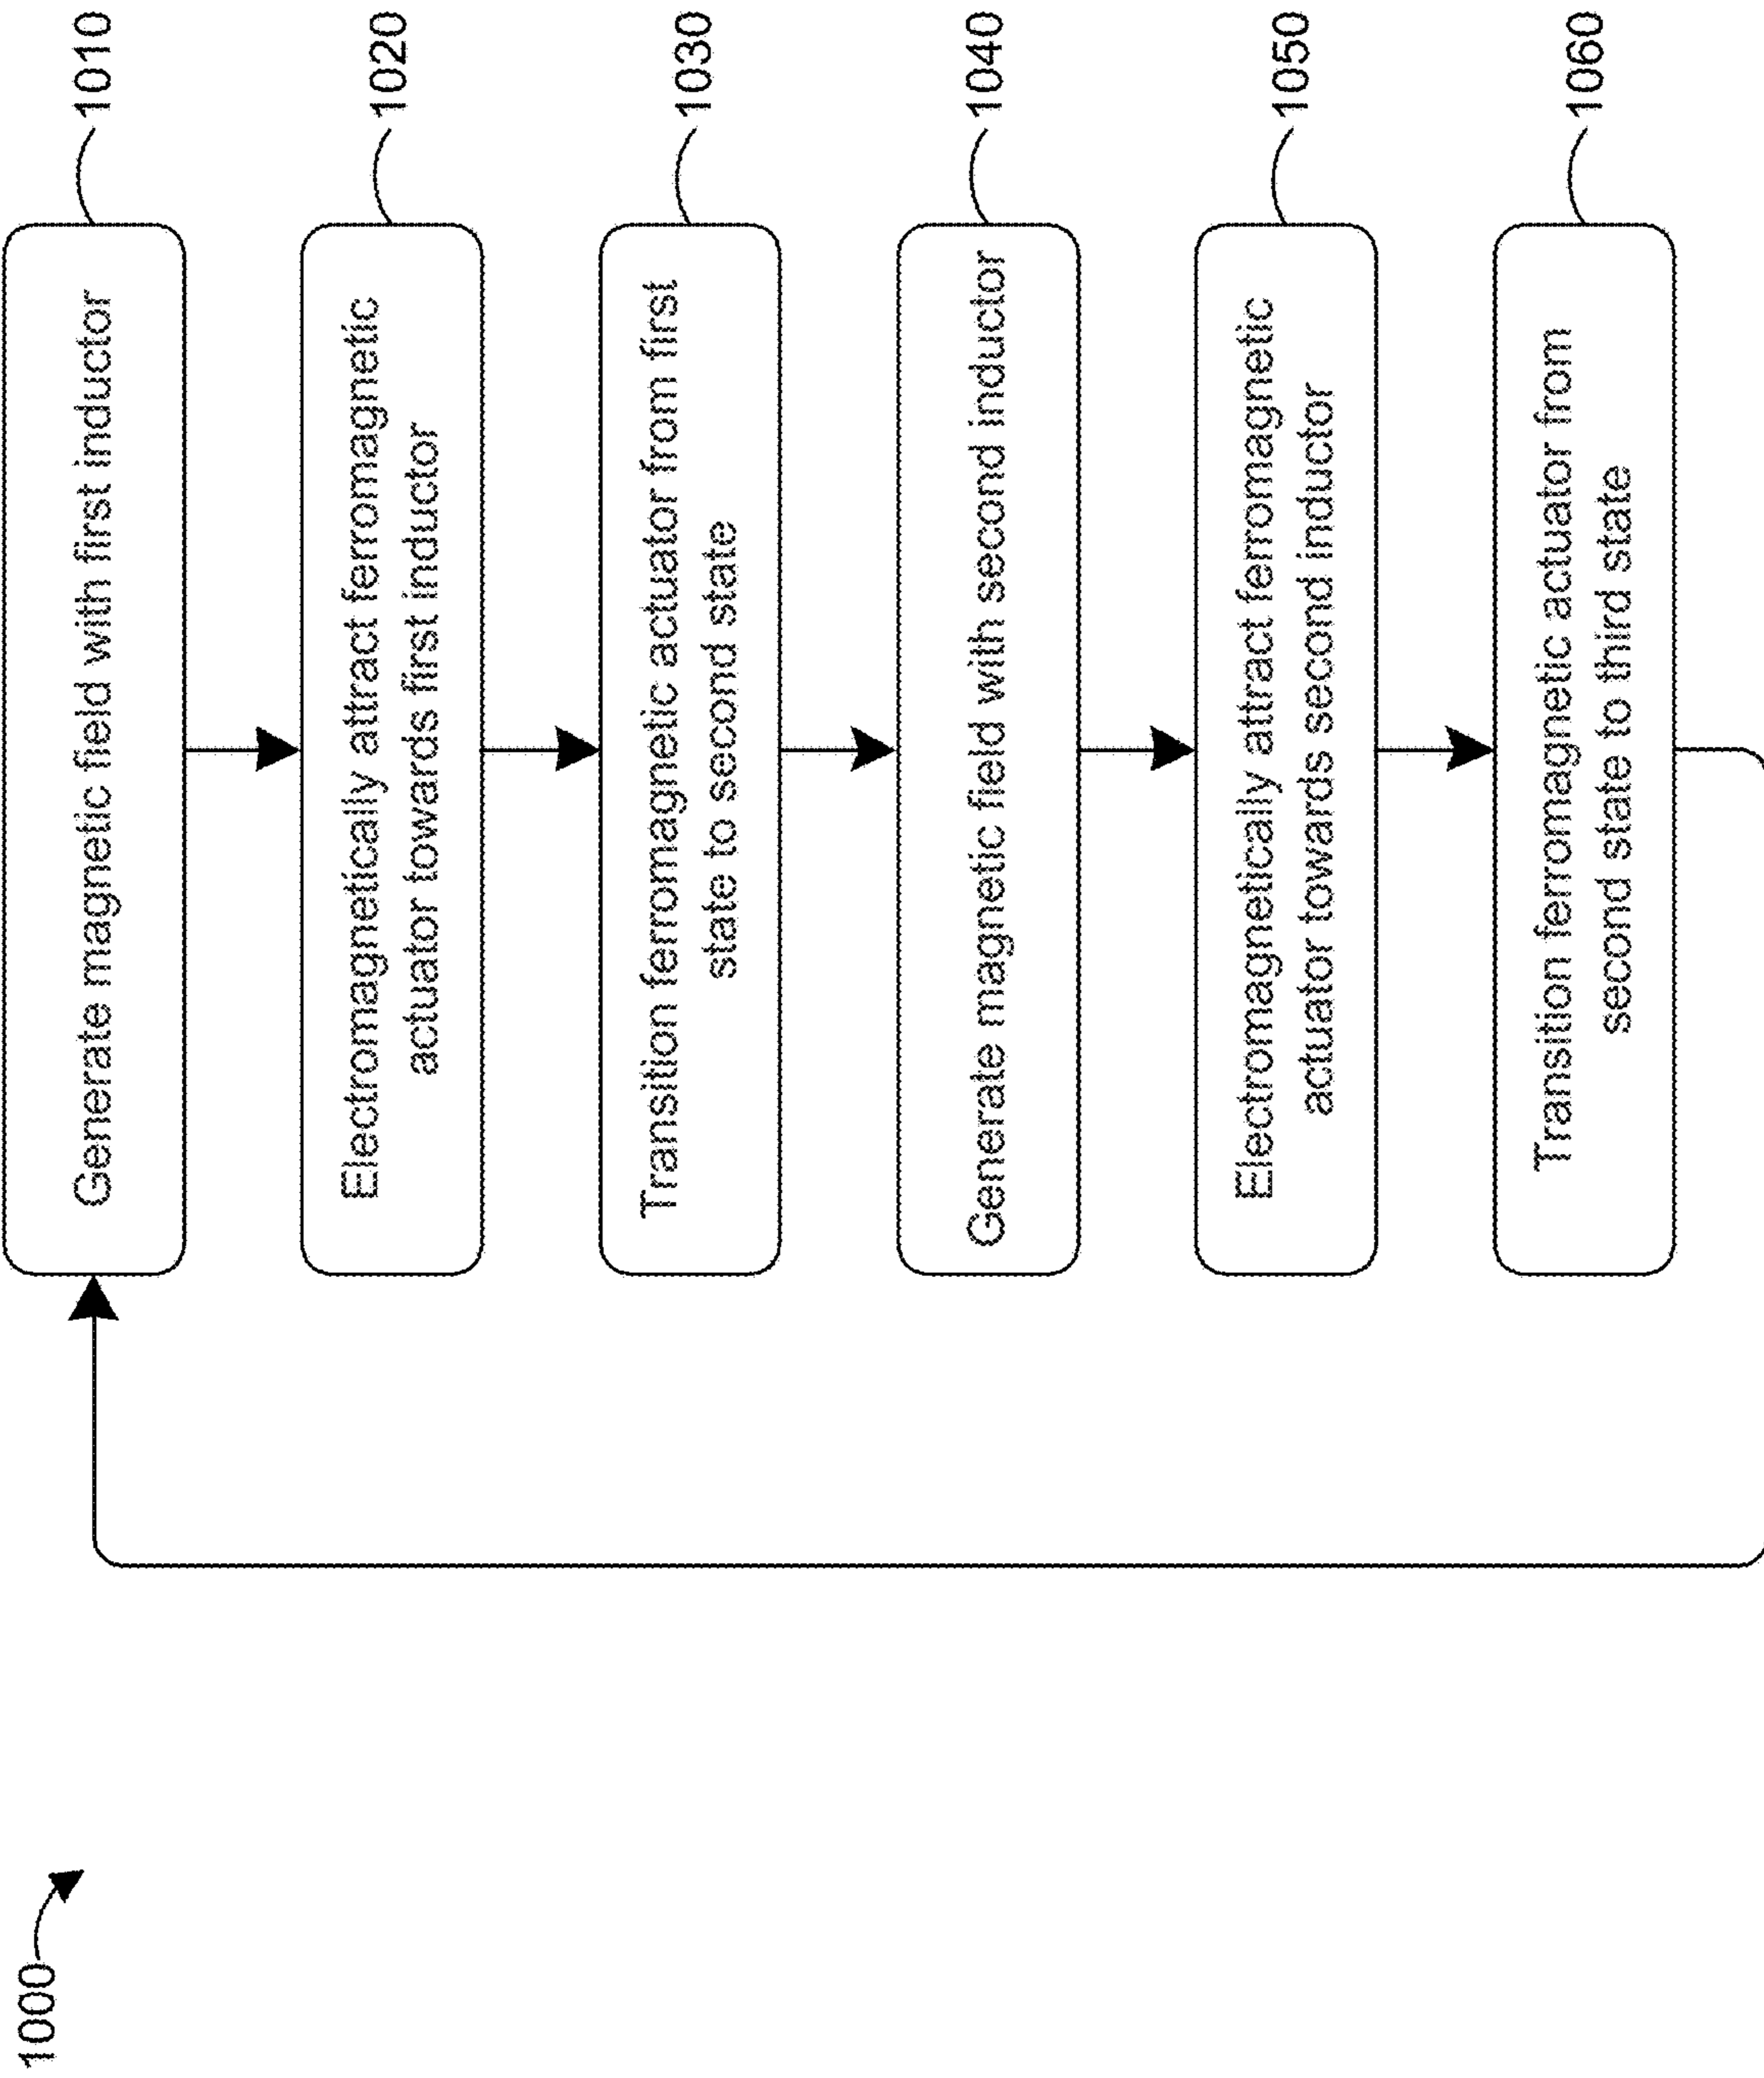 1000
Generate magnetic field with first inductor
1010
Electromagnetically attract ferromagnetic
actuator towards first inductor
1020
Transition ferromagnetic actuator from first
state to second state
1030
Generate magnetic field with second inductor
1040
Electromagnetically attract ferromagnetic
actuator towards second inductor
1050
Transition ferromagnetic actuator from
second state to third state
1060